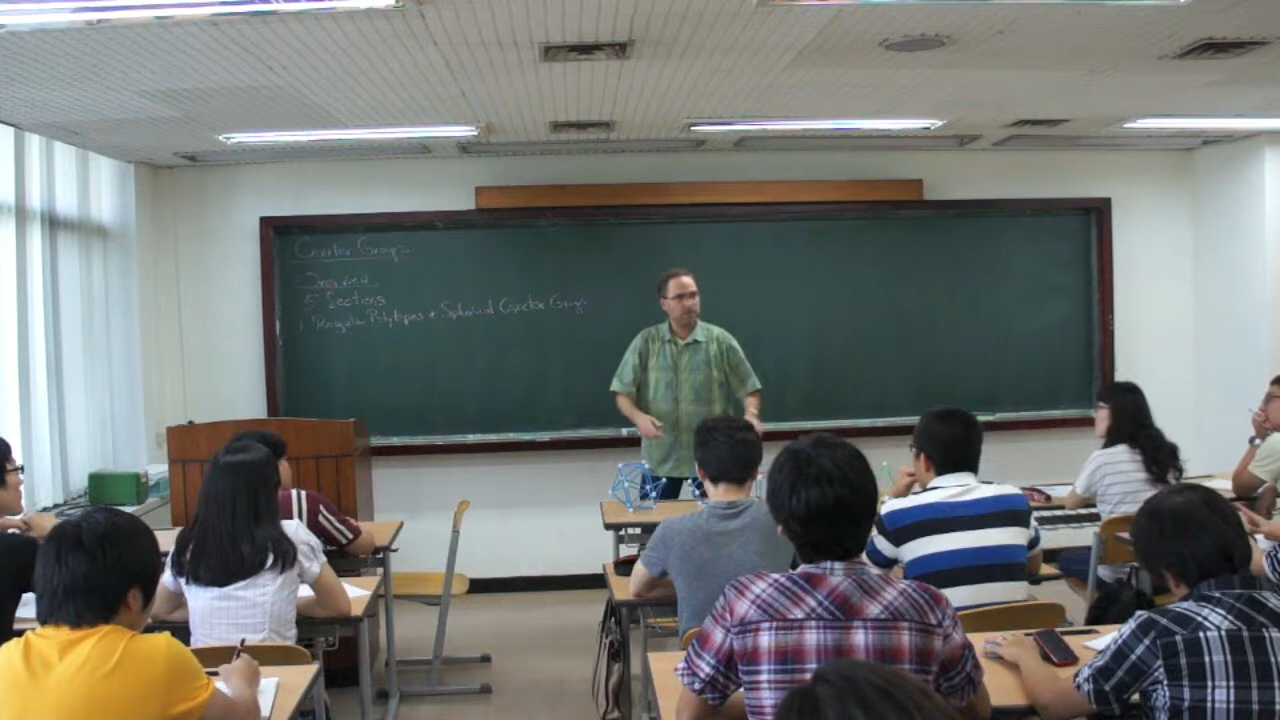 Coxeter Groups
Overview
5 Sections
1. Regular Polytopes + Spherical Coxeter Groups